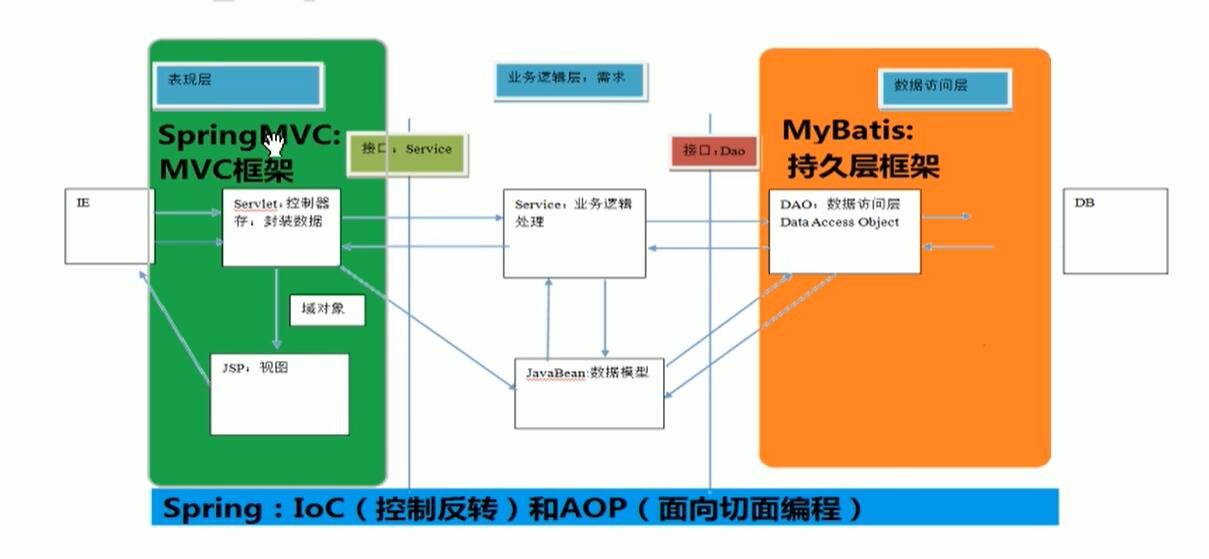 表现层
业务逻辑层：需求
数据访问层
SpringMVC:
MVC框架
接口：Service
接口：Dao
MyBatis:
持久层框架
IE
Servlet：控制器
存：封装数据
Service：业务逻辑
处理
DAO：数据访问层
Data Access Object
DB
域对象
JSP：视图
JavaBean:数据模型
Spring：IoC（控制反转）和AOP（面向切面编程）